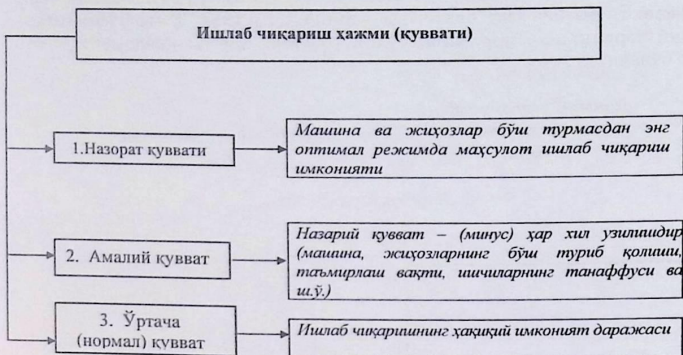 Ишлаб чиқариш ҳажми (қуввати)
1.Назорат қуввати
Машина ва жиҳозлар бўш турмасдан энг
оптимал режимда маҳсулот ишлаб чиқариш
имконияти
2. Амалий қувват
Назарий қувват – (минус) ҳар хил узилишдир
(машина, жиҳозларнинг бўш туриб қолиши,
таъмирлаш вақти, ишчиларнинг танаффуси ва
ш.ў.)
3. Ўртача
(нормал) қувват
Ишлаб чиқаришнинг ҳақиқий имконият даражаси